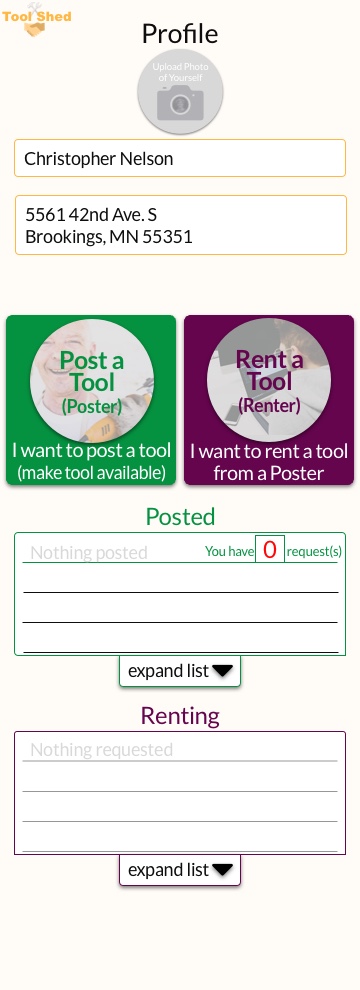 Tool Shed
Profile
Upload Photo
of Yourself
Christopher Nelson
5561 42nd Ave. S
Brookings, MN 55351
Post a
Tool
(Poster)
I want to post a tool
(make tool available)
Rent a
Tool
(Renter)
I want to rent a tool
from a Poster
Posted
Nothing posted
You have 0 request(s)
expand list
Renting
Nothing requested
expand list